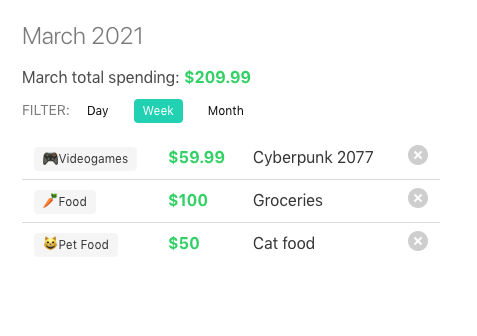 March 2021
March total spending: $209.99
FILTER: Day Week Month
🎮Videogames $59.99 Cyberpunk 2077
🥕Food $100 Groceries
😺Pet Food $50 Cat food